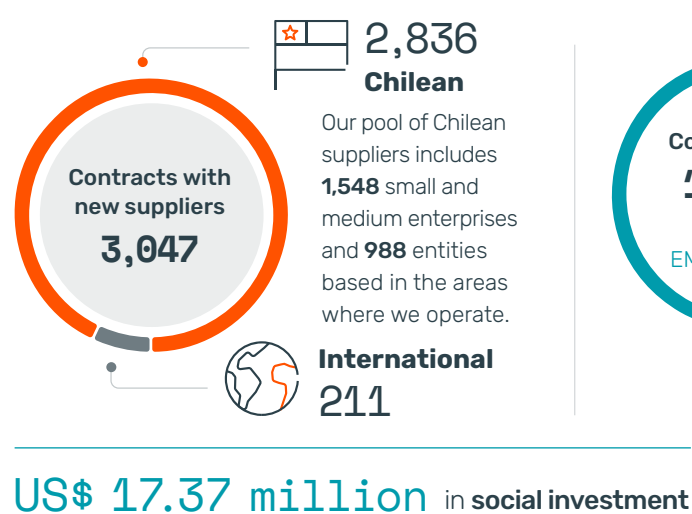 2,836
Chilean
Our pool of Chilean
suppliers includes
1,548 small and
medium enterprises
and 988 entities
based in the areas
where we operate.
Contracts with
new suppliers
3,047
International
211
US$ 17.37 million in social investment